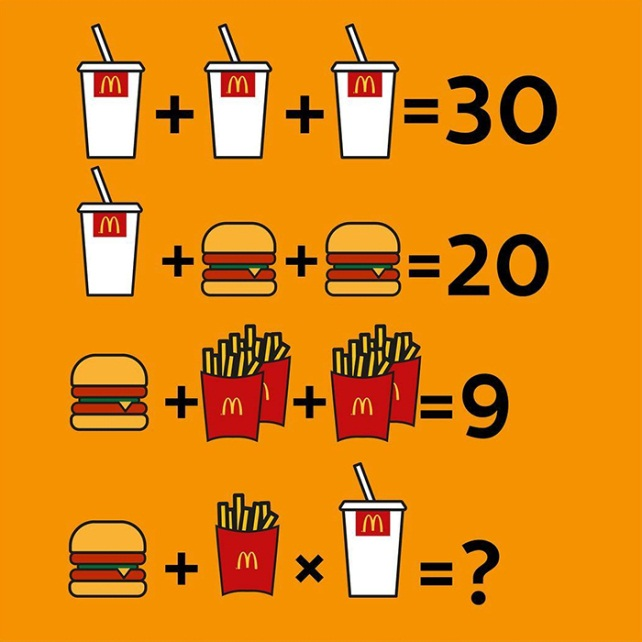 + + =30
+ + =20
+ + =9
+ × =?